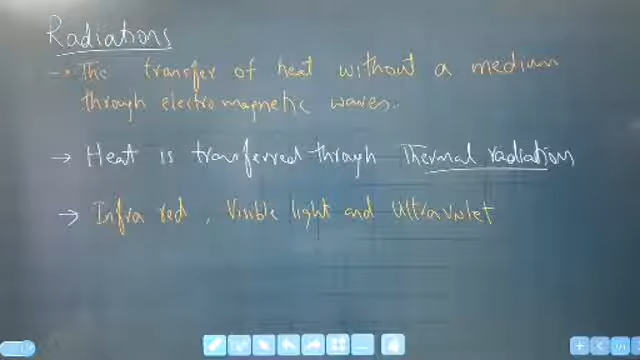 Radiations
→ The transfer of heat without a medium
through electromagnetic waves.
→ Heat is transferred through Thermal radiation
→ Infra red, Visible light and Ultraviolet